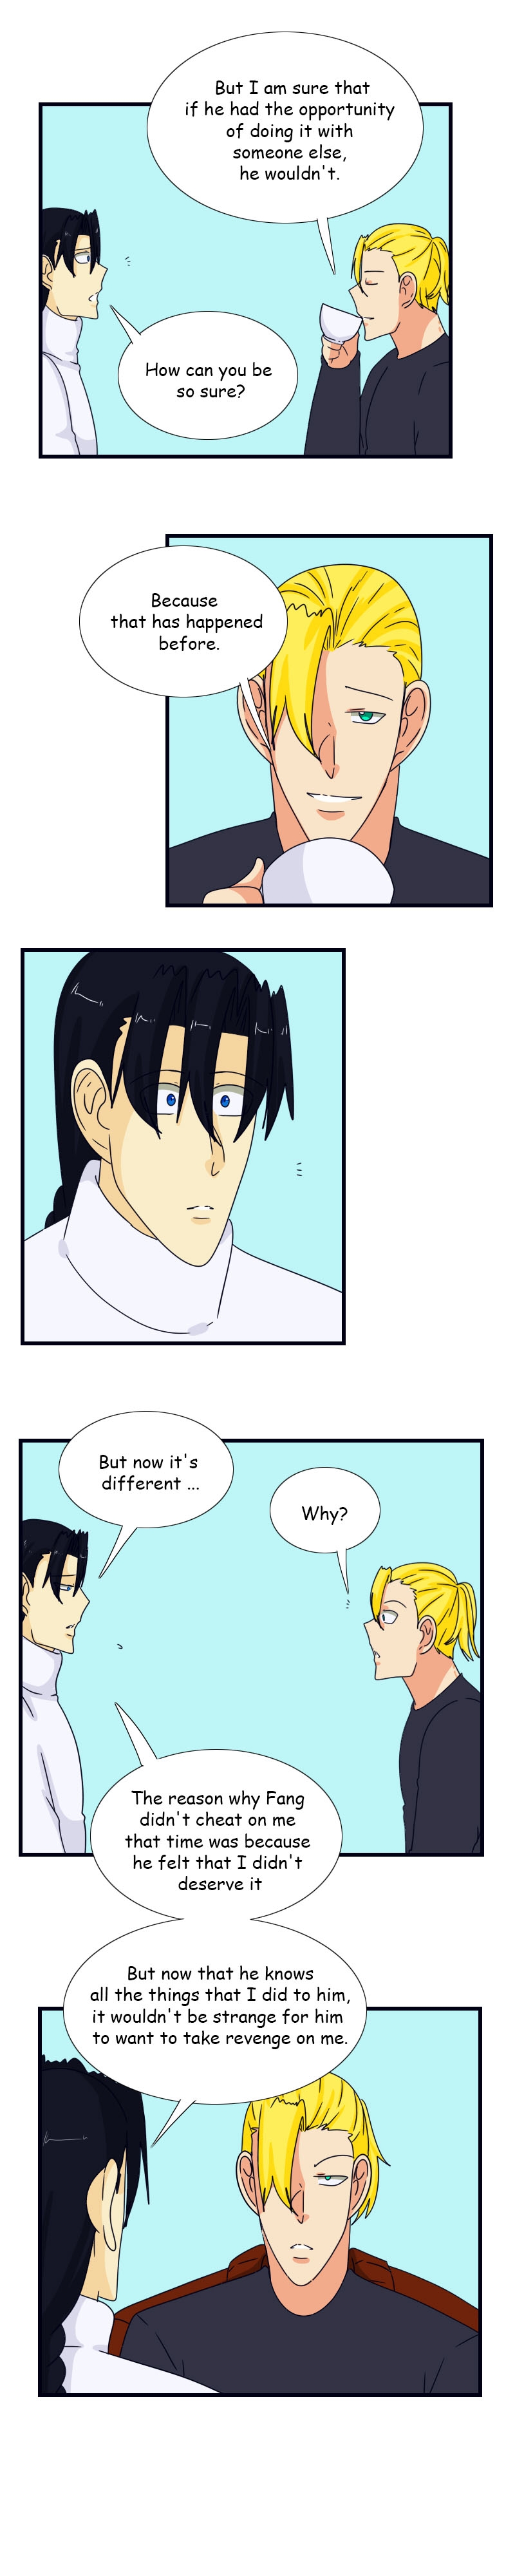 But I am sure that
if he had the opportunity
of doing it with
someone else,
he wouldn't.
How can you be
so sure?
Because
that has happened
before.
But now it's
different ...
Why?
The reason why Fang
didn't cheat on me
that time was because
he felt that I didn't
deserve it
But now that he knows
all the things that I did to him,
it wouldn't be strange for him
to want to take revenge on me.